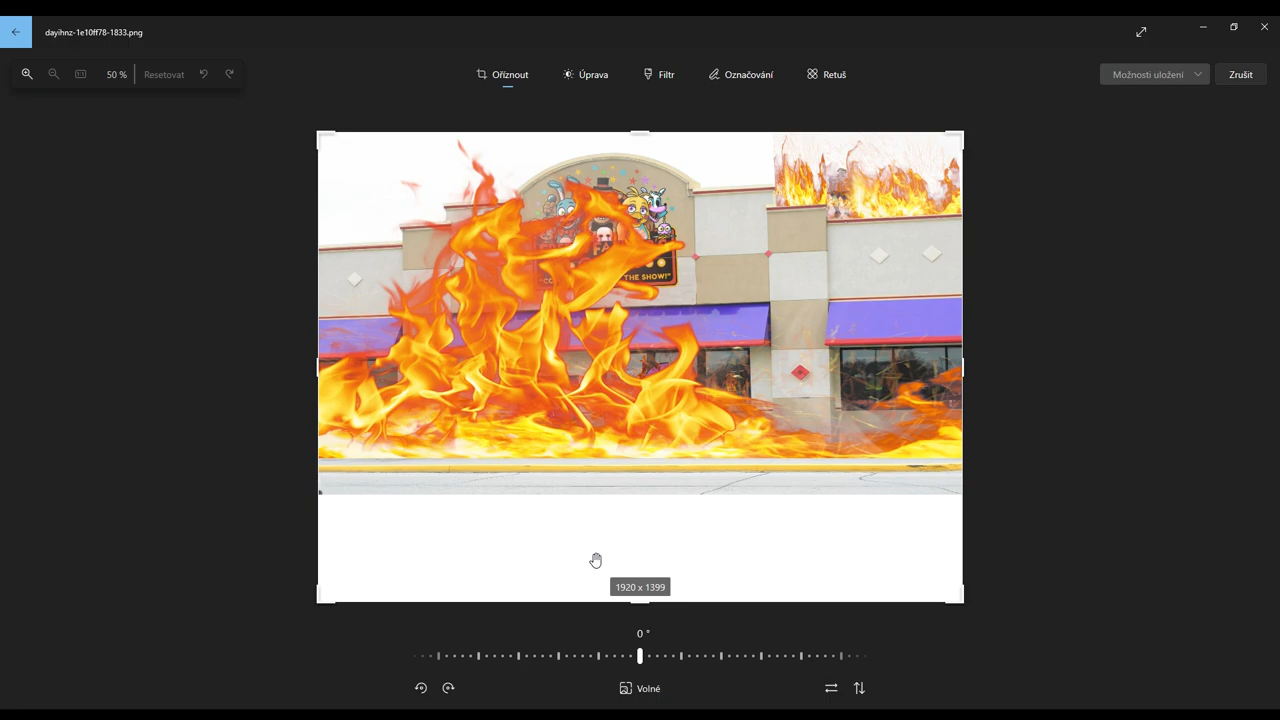 dayihnz-1e10ff78-1833.png
50 % Resetovat Oříznout Úprava Filtr Označování Retuš Možnosti uložení Zrušit
THE SHOW!"
1920 x 1399
0 °
Volné